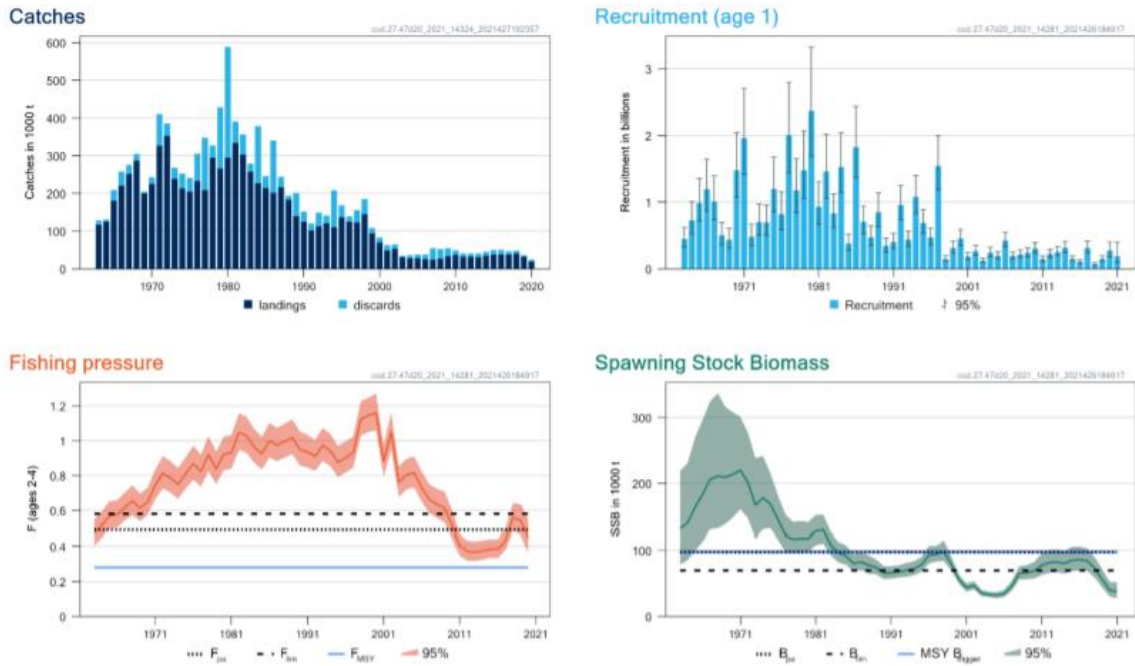 Catches
cod.27.47d20_2021_14324_2021427192357
Catches in 1000 t
600
500
400
300
200
100
0
1970
1980
1990
2000
2010
2020
landings
discards
Recruitment (age 1)
Recruitment in billions
3
2
1
0
1971
1981
1991
2001
2011
2021
Recruitment
95%
Fishing pressure
cod.27.47d20_2021_14281_2021426184917
F (ages 2-4)
1.2
1
0.8
0.6
0.4
0.2
0
1971
1981
1991
2001
2011
2021
Fpa
Flim
FMSY
95%
Spawning Stock Biomass
cod.27.47d20_2021_14281_2021426184917
SSB in 1000 t
300
200
100
0
1971
1981
1991
2001
2011
2021
Bpa
Blim
MSY Btrigger
95%